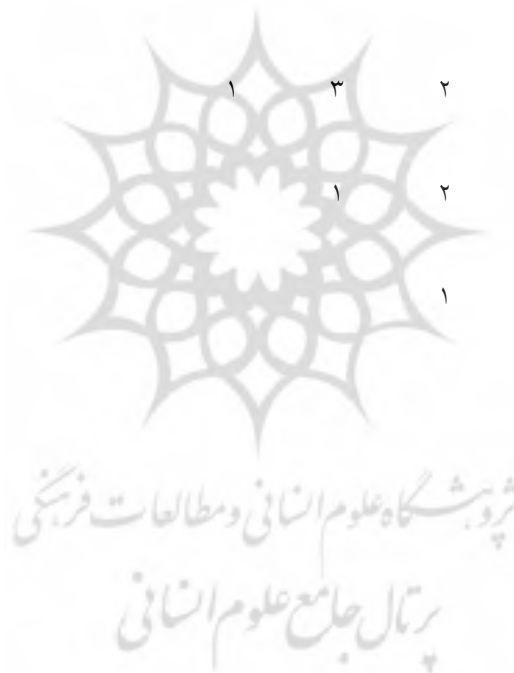 ۱ ۳ ۲
۱ ۲
۱
پژوهشگاه علوم انسانی و مطالعات فرهنگی
پرتال جامع علوم انسانی